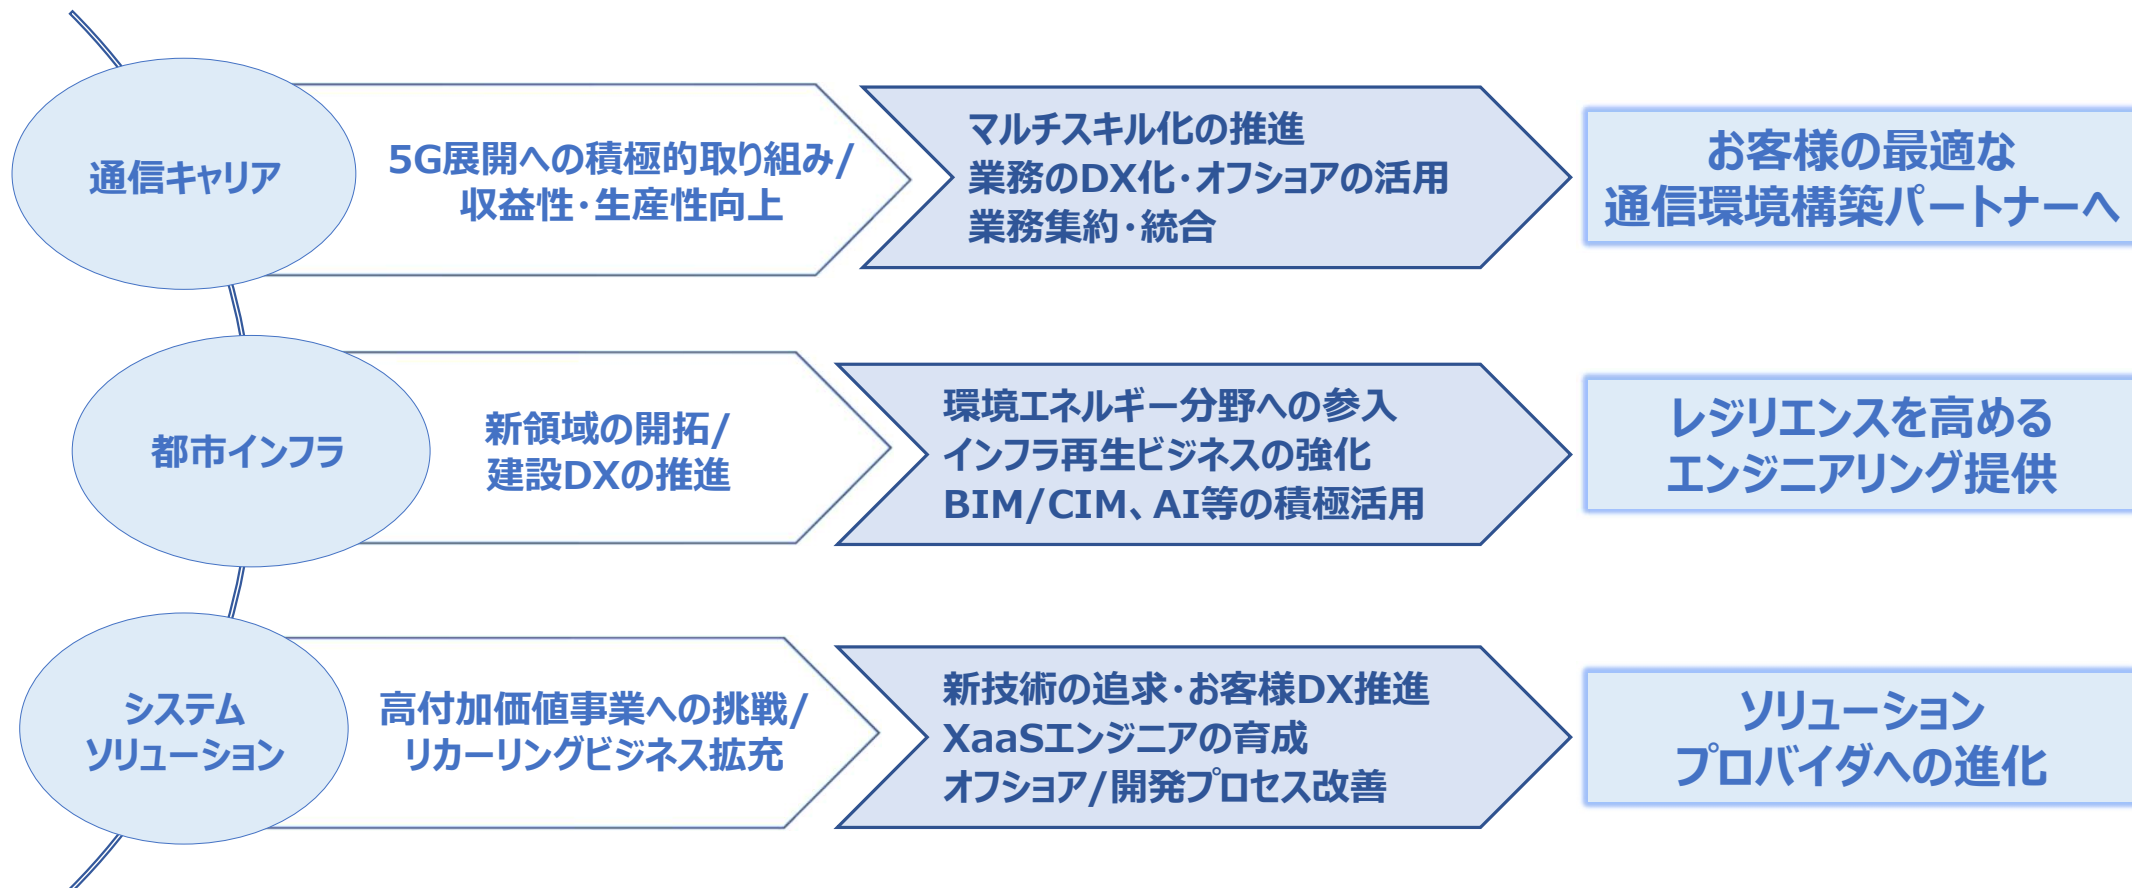 通信キャリア
5G展開への積極的取り組み/
収益性・生産性向上
マルチスキル化の推進
業務のDX化・オフショアの活用
業務集約・統合
お客様の最適な
通信環境構築パートナーへ
都市インフラ
新領域の開拓/
建設DXの推進
環境エネルギー分野への参入
インフラ再生ビジネスの強化
BIM/CIM、AI等の積極活用
レジリエンスを高める
エンジニアリング提供
システム
ソリューション
高付加価値事業への挑戦/
リカーリングビジネス拡充
新技術の追求・お客様DX推進
XaaSエンジニアの育成
オフショア/開発プロセス改善
ソリューション
プロバイダへの進化